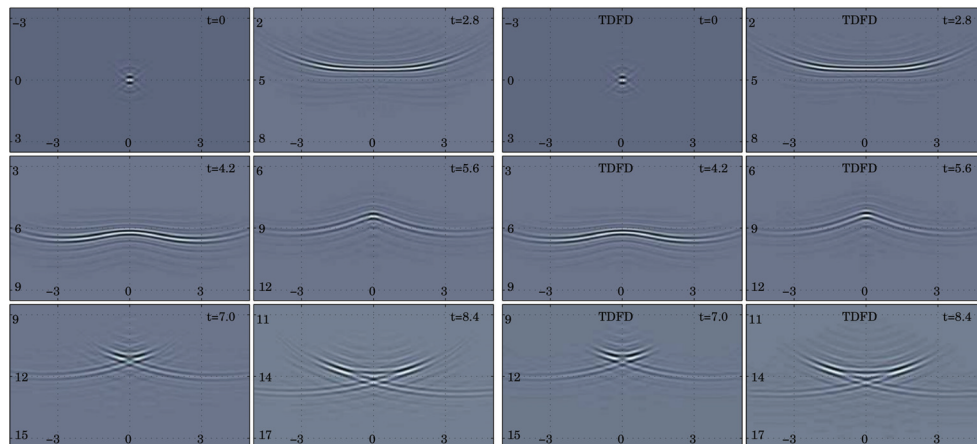 -3 t=0
0
3
-3 0 3
2 t=2.8
5
8
-3 0 3
-3 TDFD t=0
0
3
-3 0 3
2 TDFD t=2.8
5
8
-3 0 3
3 t=4.2
6
9
-3 0 3
6 t=5.6
9
12
-3 0 3
3 TDFD t=4.2
6
9
-3 0 3
6 TDFD t=5.6
9
12
-3 0 3
9 t=7.0
12
15
-3 0 3
11 t=8.4
14
17
-3 0 3
9 TDFD t=7.0
12
15
-3 0 3
11 TDFD t=8.4
14
17
-3 0 3